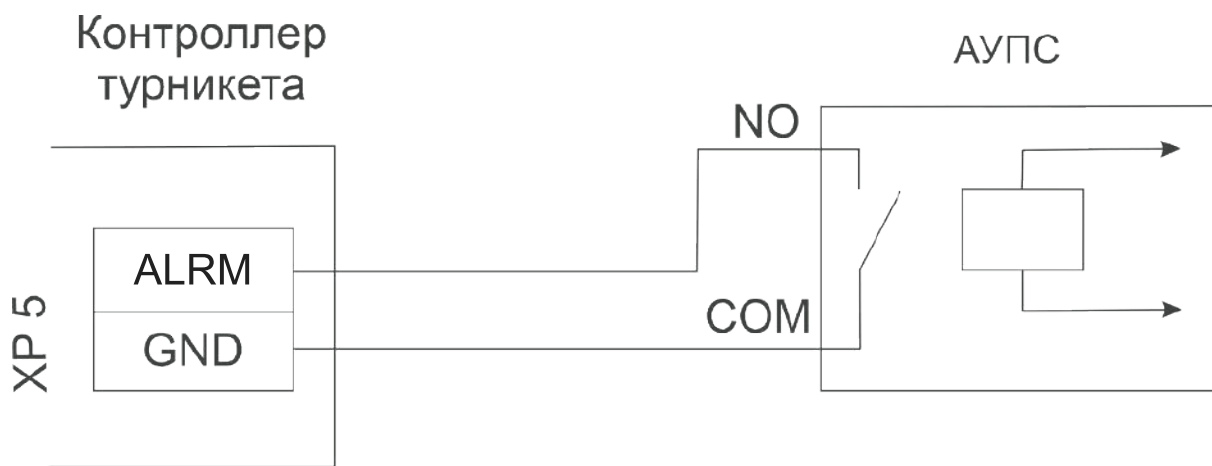 Контроллер
турникета
АУПС
NO
ALRM
COM
GND
XP 5